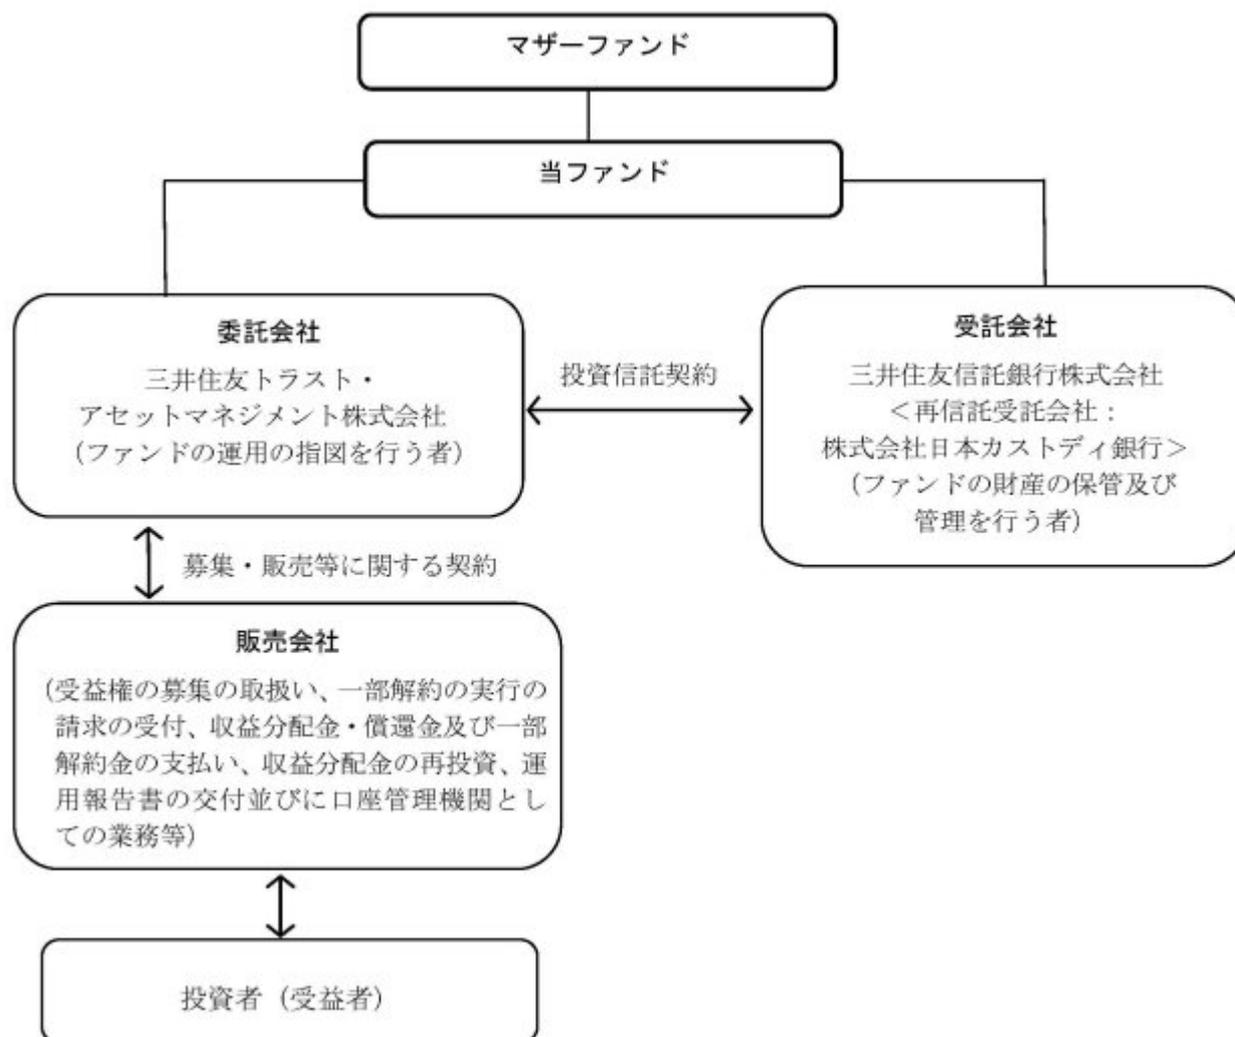 マザーファンド
当ファンド
委託会社
三井住友トラスト・
アセットマネジメント株式会社
（ファンドの運用の指図を行う者）
投資信託契約
受託会社
三井住友信託銀行株式会社
＜再信託受託会社：
株式会社日本カストディ銀行＞
（ファンドの財産の保管及び
管理を行う者）
募集・販売等に関する契約
販売会社
（受益権の募集の取扱い、一部解約の実行の
請求の受付、収益分配金・償還金及び一部
解約金の支払い、収益分配金の再投資、運
用報告書の交付並びに口座管理機関とし
ての業務等）
投資者（受益者）